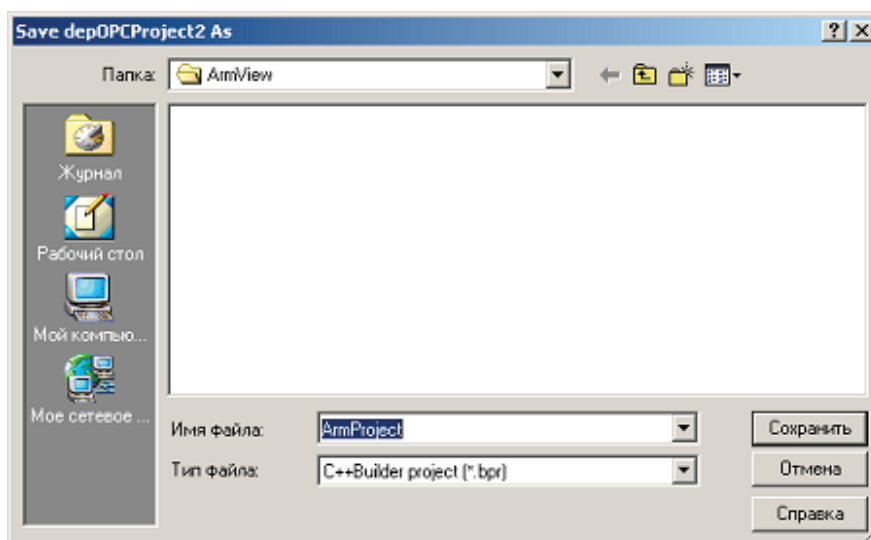 Save depOPCProject2 As
Папка:
ArmView
Журнал
Рабочий стол
Мой компью...
Мое сетевое ...
Имя файла:
ArmProject
Сохранить
Тип файла:
C++Builder project (*.bpr)
Отмена
Справка